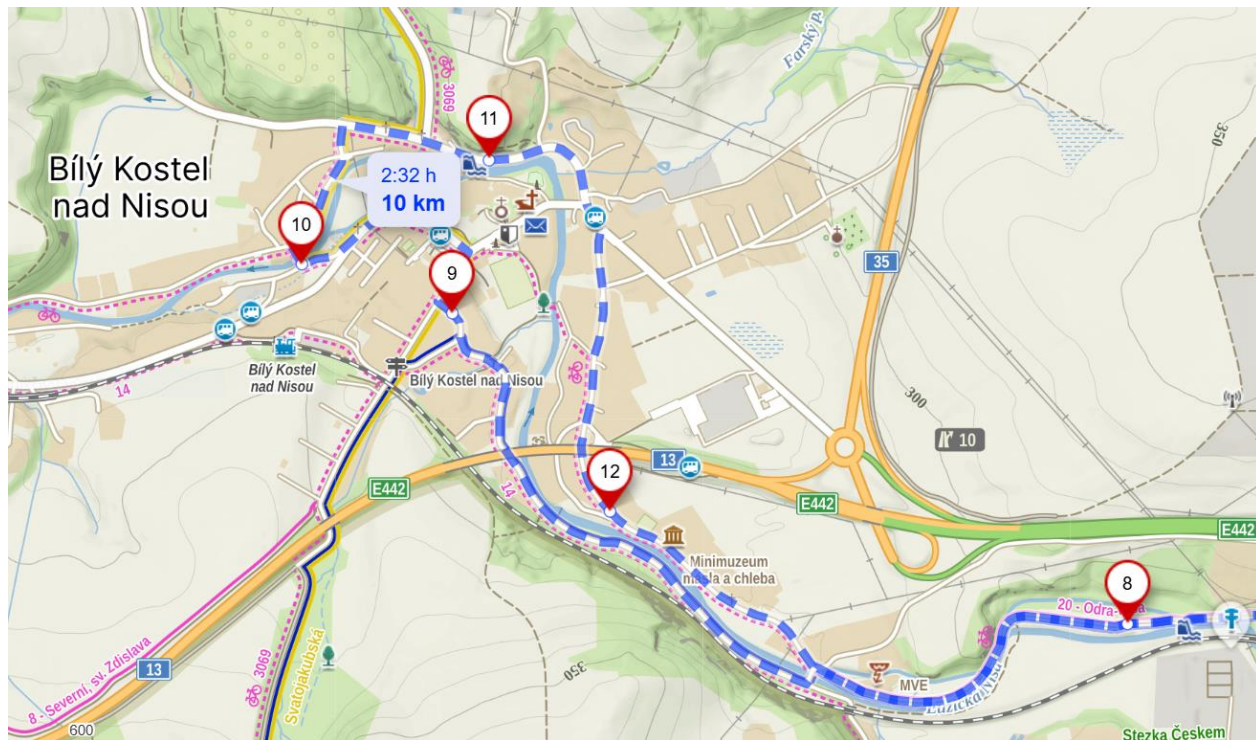 3069
Farský p.
350
11
Bílý Kostel
nad Nisou
2:32 h
10 km
10
9
35
14
Bílý Kostel
nad Nisou
Bílý Kostel nad Nisou
300
10
13
E442
12
E442
E442
14
Minimuzeum
másla a chleba
8
20 - Odra-
MVE
Lužická Nisa
350
8 - Severní, sv. Zdislava
13
3069
Svatojakubská
600
Stezka Českem